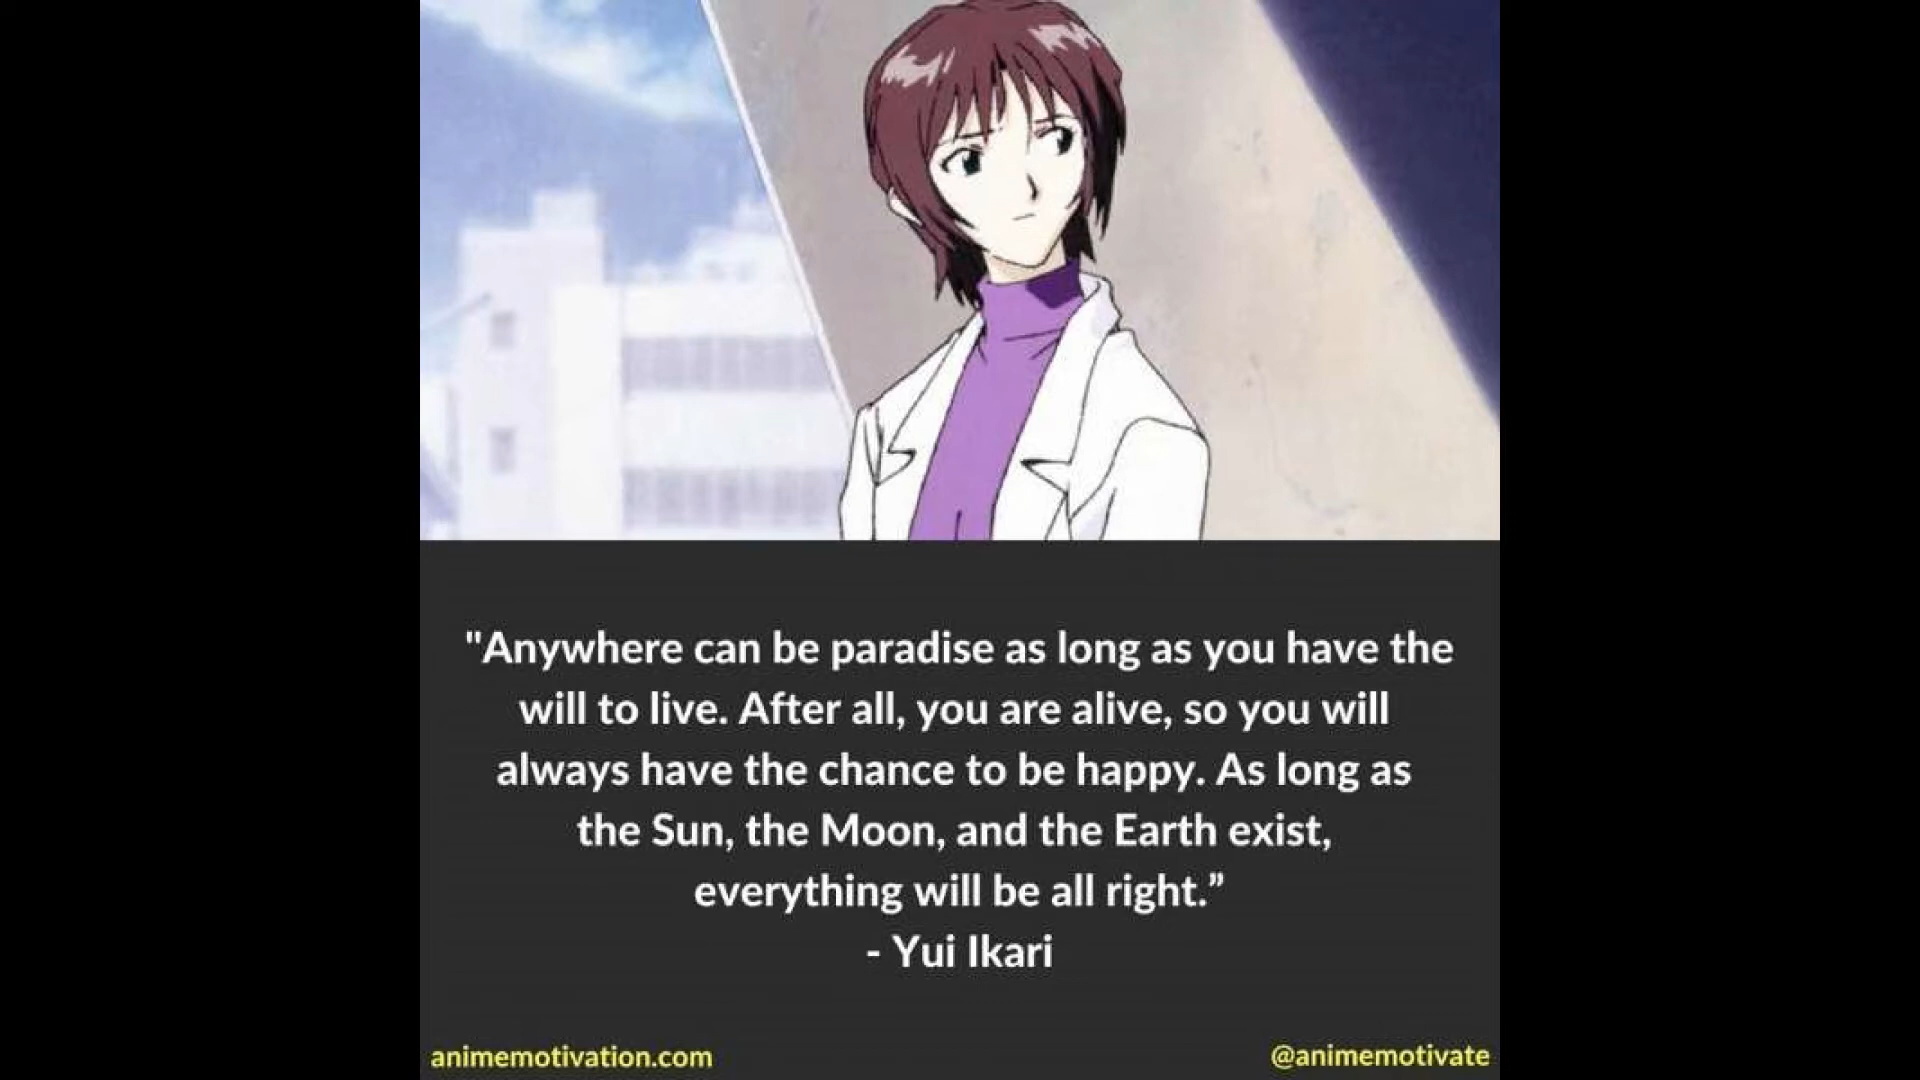 "Anywhere can be paradise as long as you have the
will to live. After all, you are alive, so you will
always have the chance to be happy. As long as
the Sun, the Moon, and the Earth exist,
everything will be all right.”
- Yui Ikari
animemotivation.com
@animemotivate